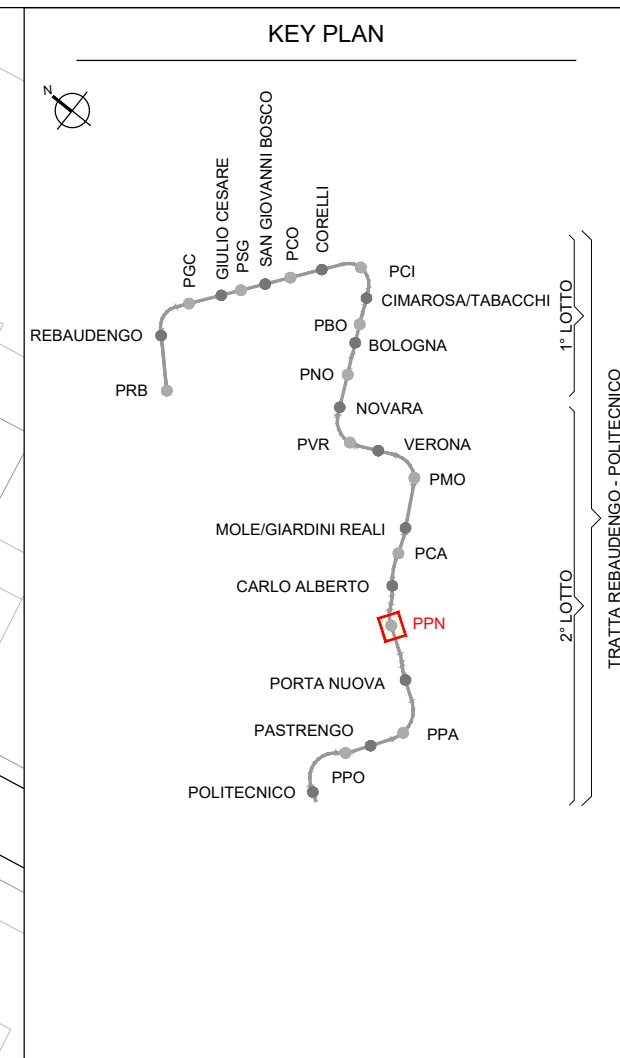 KEY PLAN
N
PGC
GIULIO CESARE
PSG
SAN GIOVANNI BOSCO
PCO
CORELLI
PCI
CIMAROSA/TABACCHI
PBO
REBAUDENGO
BOLOGNA
PNO
PRB
NOVARA
PVR
VERONA
PMO
MOLE/GIARDINI REALI
PCA
CARLO ALBERTO
PPN
PORTA NUOVA
PASTRENGO
PPA
PPO
POLITECNICO
1° LOTTO
2° LOTTO
TRATTA REBAUDENGO - POLITECNICO